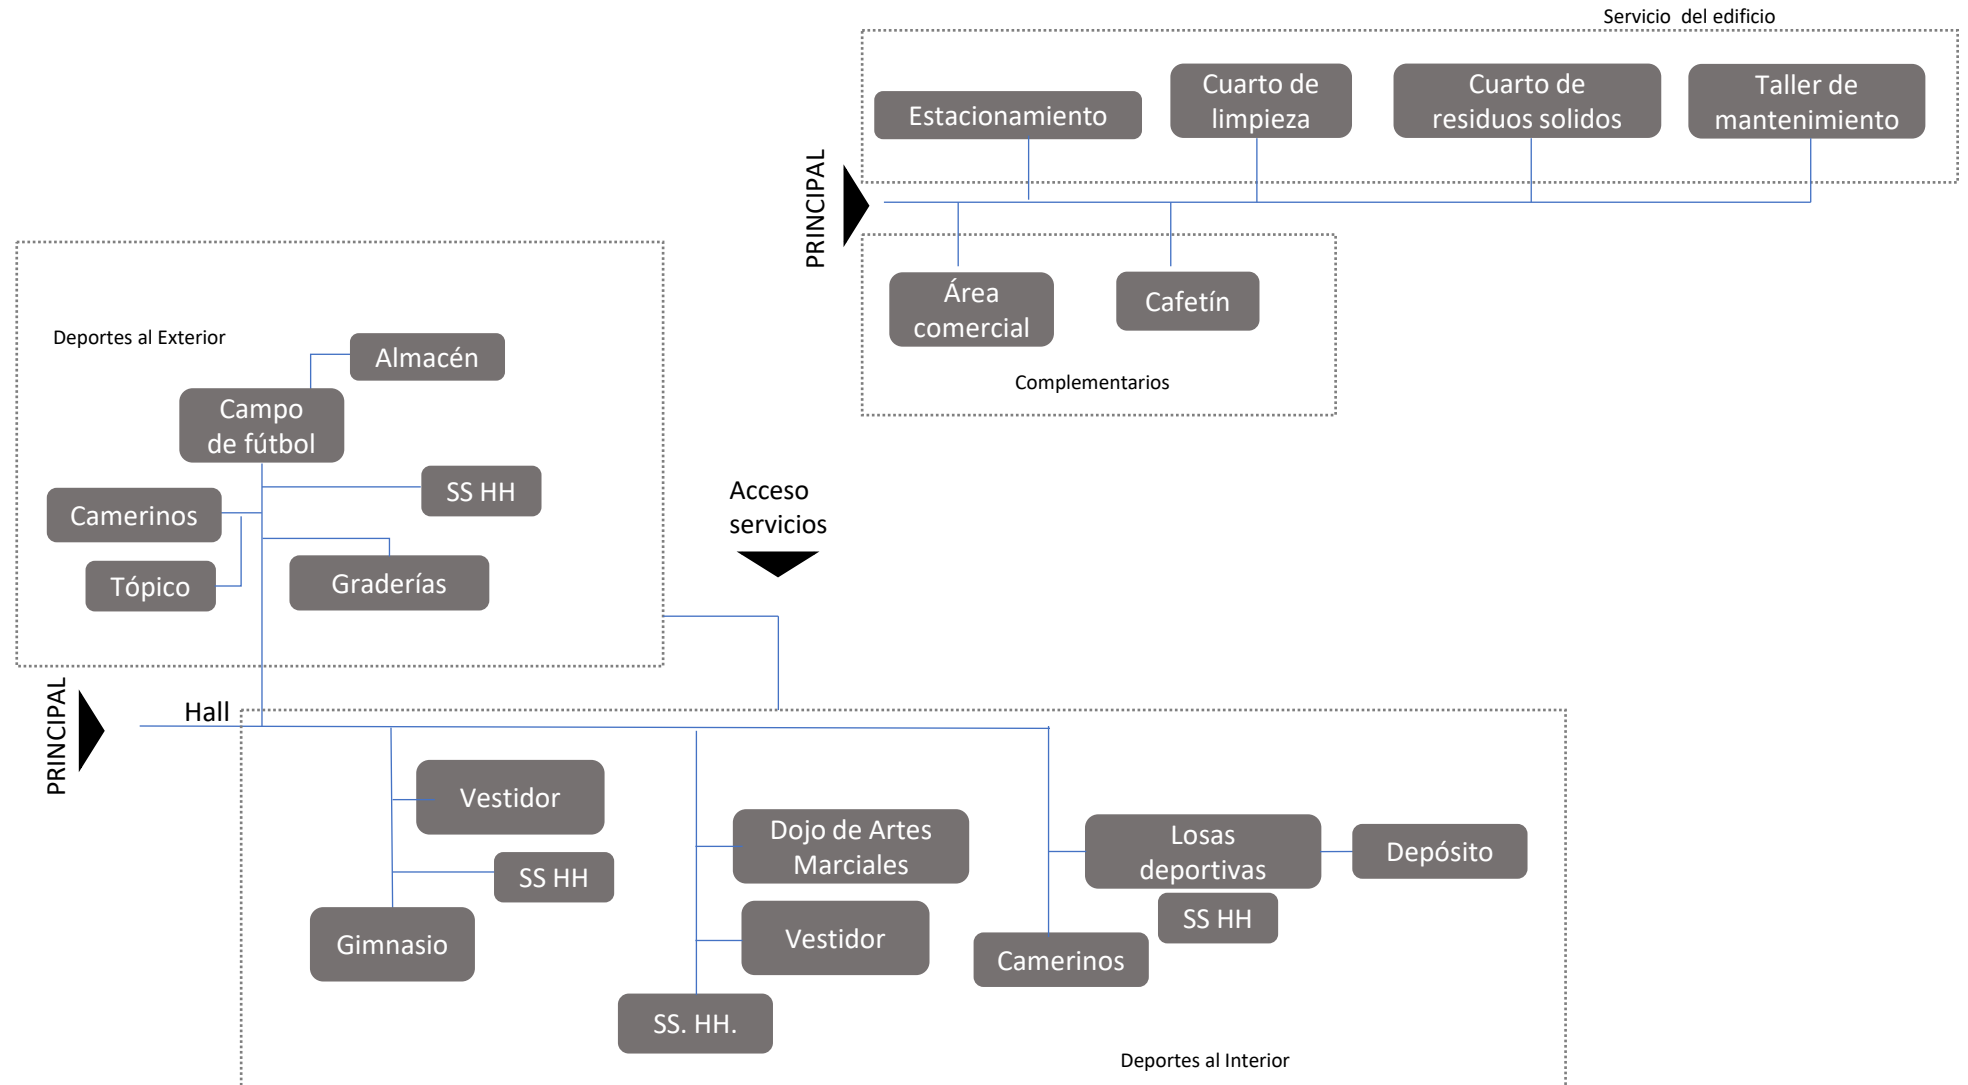 Servicio del edificio
Estacionamiento
Cuarto de
limpieza
Cuarto de
residuos solidos
Taller de
mantenimiento
PRINCIPAL
Área
comercial
Cafetín
Complementarios
Deportes al Exterior
Almacén
Campo
de fútbol
SS HH
Camerinos
Tópico
Graderías
Acceso
servicios
PRINCIPAL
Hall
Vestidor
SS HH
Gimnasio
Dojo de Artes
Marciales
Vestidor
SS. HH.
Losas
deportivas
Depósito
SS HH
Camerinos
Deportes al Interior